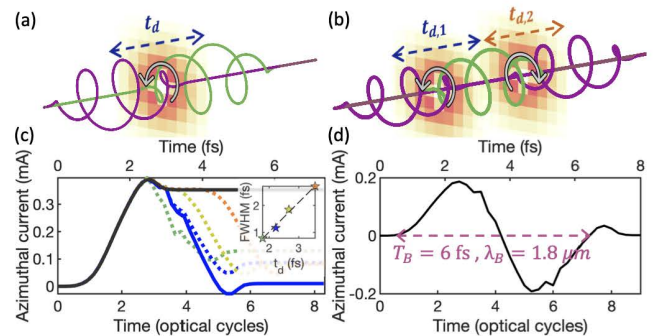 (a)
t_d
(b)
t_{d,1}
t_{d,2}
(c)
Time (fs)
0 2 4 6
Azimuthal current (mA)
0.4
0.3
0.2
0.1
0
FWHM (fs)
2
1
2 3
t_d (fs)
0 2 4 6 8
Time (optical cycles)
(d)
Time (fs)
0 2 4 6 8
Azimuthal current (mA)
0.2
0
-0.2
T_B = 6 fs , λ_B = 1.8 μm
0 2 4 6 8
Time (optical cycles)